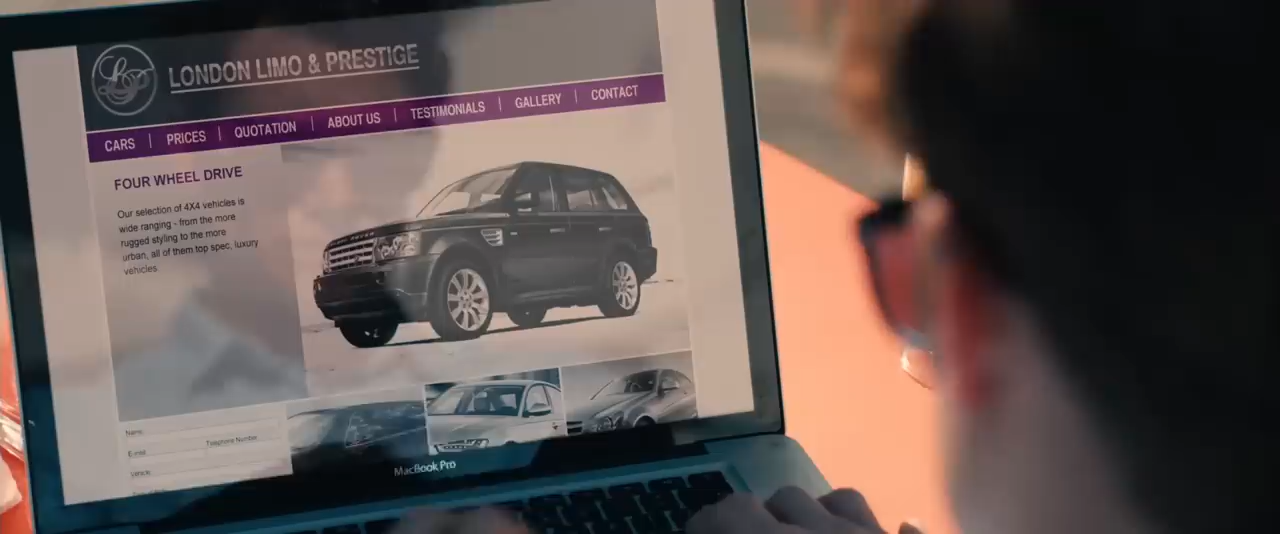 LONDON LIMO & PRESTIGE
CARS | PRICES | QUOTATION | ABOUT US | TESTIMONIALS | GALLERY | CONTACT
FOUR WHEEL DRIVE
Our selection of 4X4 vehicles is
wide ranging - from the more
rugged styling to the more
urban, all of them top spec, luxury
vehicles
Name:
E-mail: Telephone Number:
Vehicle:
MacBook Pro